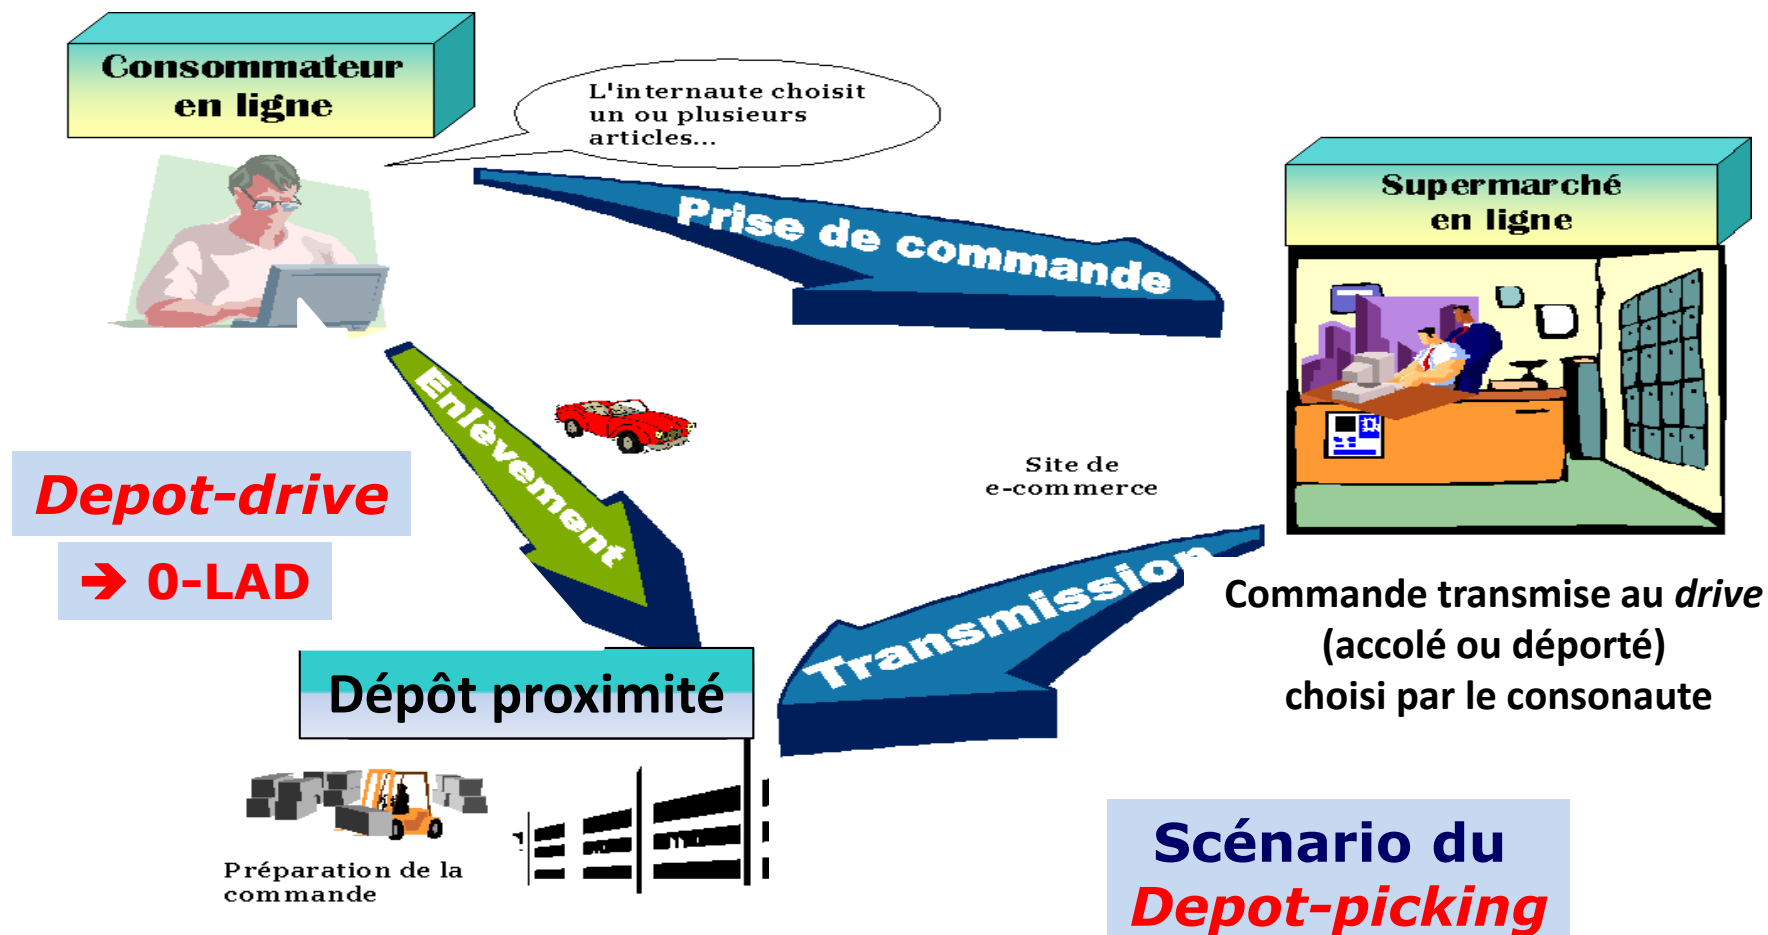 Consommateur
en ligne
L'internaute choisit
un ou plusieurs
articles...
Supermarché
en ligne
Prise de commande
Enlèvement
Site de
e-commerce
Depot-drive
➔ 0-LAD
Transmission
Commande transmise au drive
(accolé ou déporté)
choisi par le consonaute
Dépôt proximité
Préparation de la
commande
Scénario du
Depot-picking